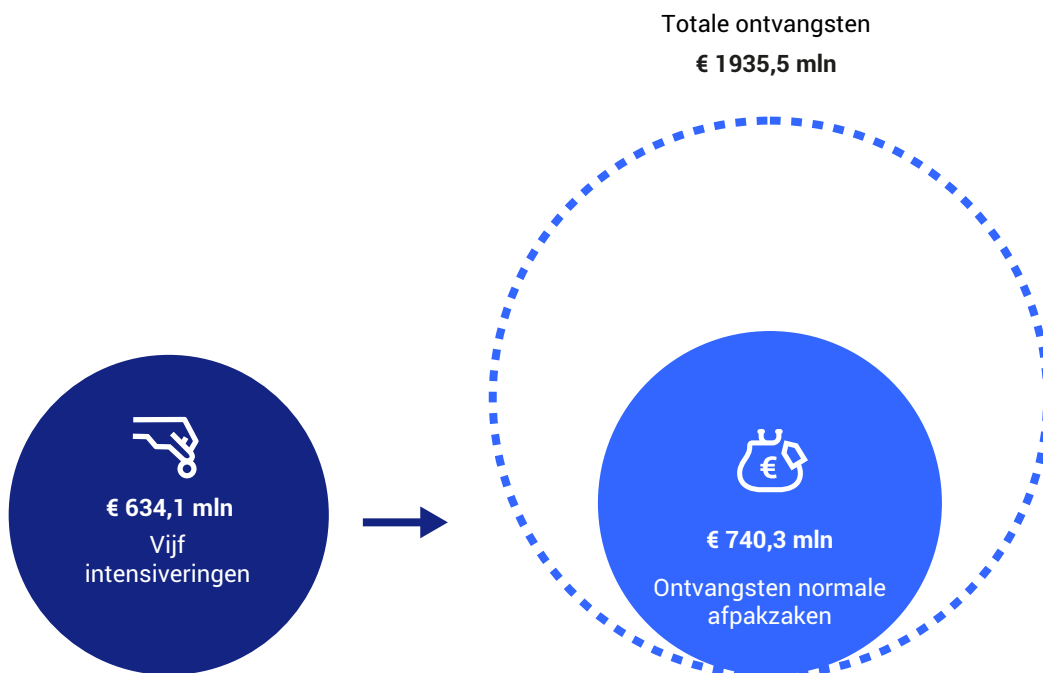 Totale ontvangsten
€ 1935,5 mln
€ 634,1 mln
Vijf
intensiveringen
€
€ 740,3 mln
Ontvangsten normale
afpakzaken